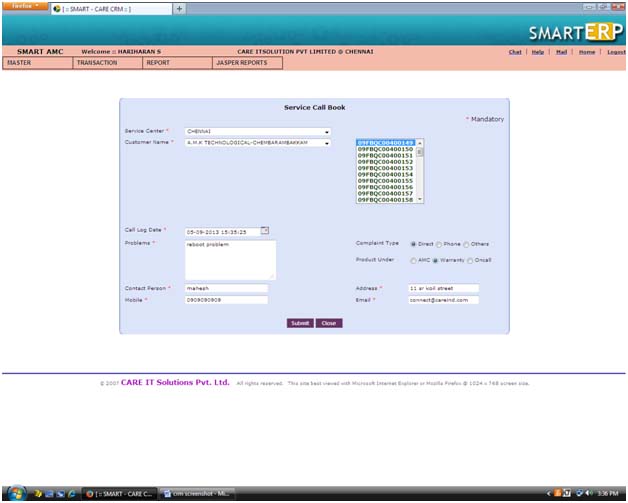 Firefox
[ :: SMART - CARE CRM :: ]
+
SMARTERP
SMART AMC Welcome :: HARIHARAN S CARE ITSOLUTION PVT LIMITED @ CHENNAI Chat | Help | Mail | Home | Logout
MASTER TRANSACTION REPORT JASPER REPORTS
Service Call Book
* Mandatory
Service Center * CHENNAI
Customer Name * A.M.K TECHNOLOGICAL-CHEMBARAMBAKKAM
09FBQC00400149
09FBQC00400150
09FBQC00400151
09FBQC00400152
09FBQC00400153
09FBQC00400154
09FBQC00400155
09FBQC00400156
09FBQC00400157
09FBQC00400158
Call Log Date * 05-09-2013 15:35:25
Problems * reboot problem
Complaint Type Direct Phone Others
Product Under AMC Warranty Oncall
Contact Person * mahesh Address * 11 sr koil street
Mobile * 0909090909 Email * connect@careind.com
Submit Close
© 2007 CARE IT Solutions Pvt. Ltd. All rights reserved. This site best viewed with Microsoft Internet Explorer or Mozilla Firefox @ 1024 x 768 screen size.
[ :: SMART - CARE C... crm screenshot - Mi... 3:36 PM